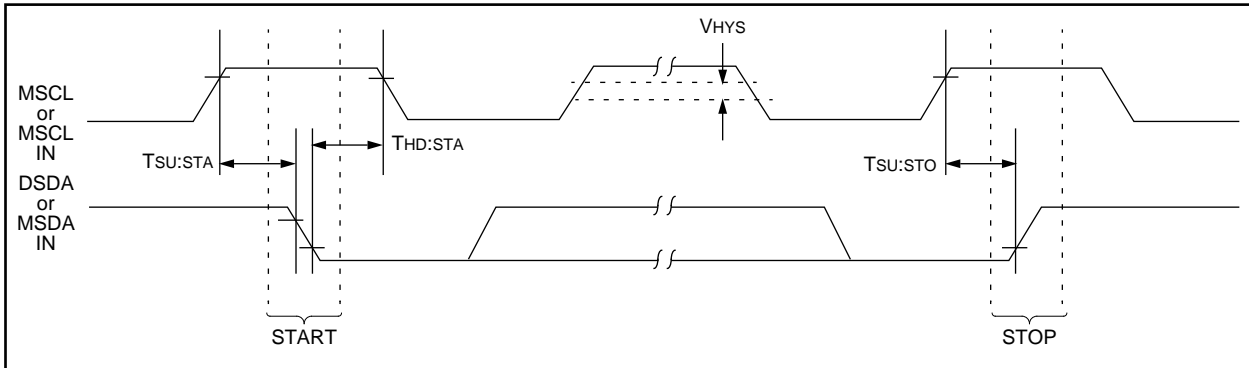 VHYS
MSCL
or
MSCL
IN
TSU:STA
THD:STA
TSU:STO
DSDA
or
MSDA
IN
START
STOP